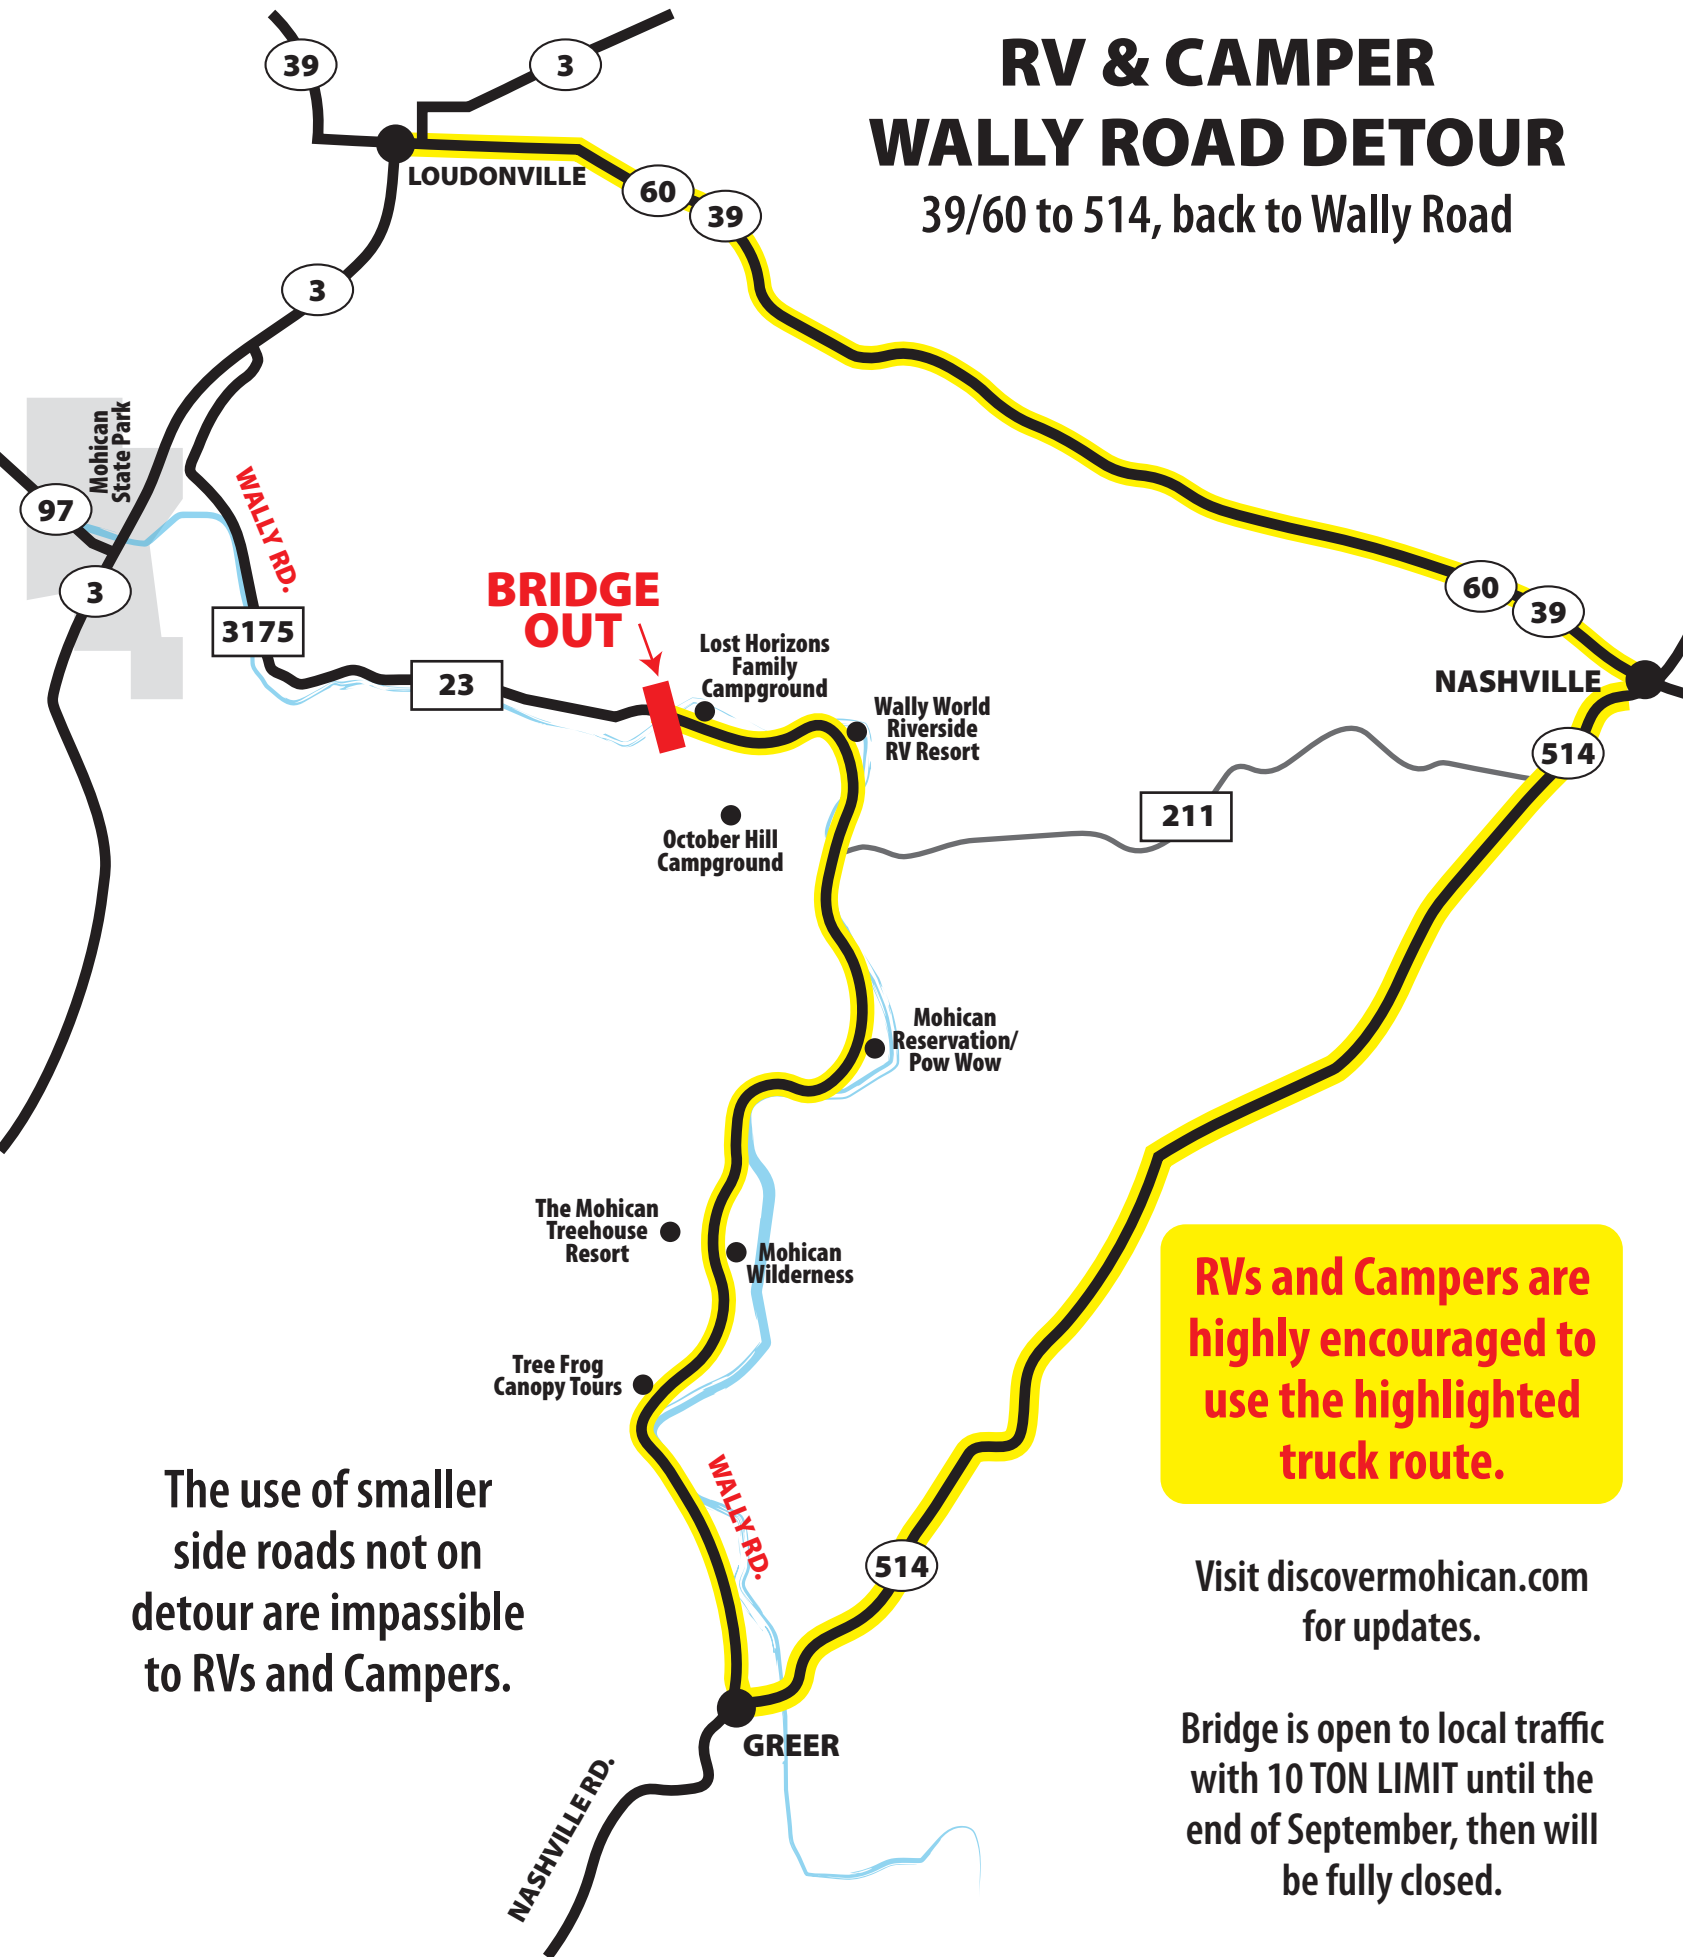 RV & CAMPER
WALLY ROAD DETOUR
39/60 to 514, back to Wally Road
39
3
LOUDONVILLE
60
39
3
Mohican
State Park
97
3
WALLY RD.
3175
23
BRIDGE
OUT
Lost Horizons
Family
Campground
Wally World
Riverside
RV Resort
October Hill
Campground
60
39
NASHVILLE
514
211
Mohican
Reservation/
Pow Wow
The Mohican
Treehouse
Resort
Mohican
Wilderness
Tree Frog
Canopy Tours
WALLY RD.
514
GREER
NASHVILLE RD.
RVs and Campers are
highly encouraged to
use the highlighted
truck route.
The use of smaller
side roads not on
detour are impassible
to RVs and Campers.
Visit discovermohican.com
for updates.
Bridge is open to local traffic
with 10 TON LIMIT until the
end of September, then will
be fully closed.